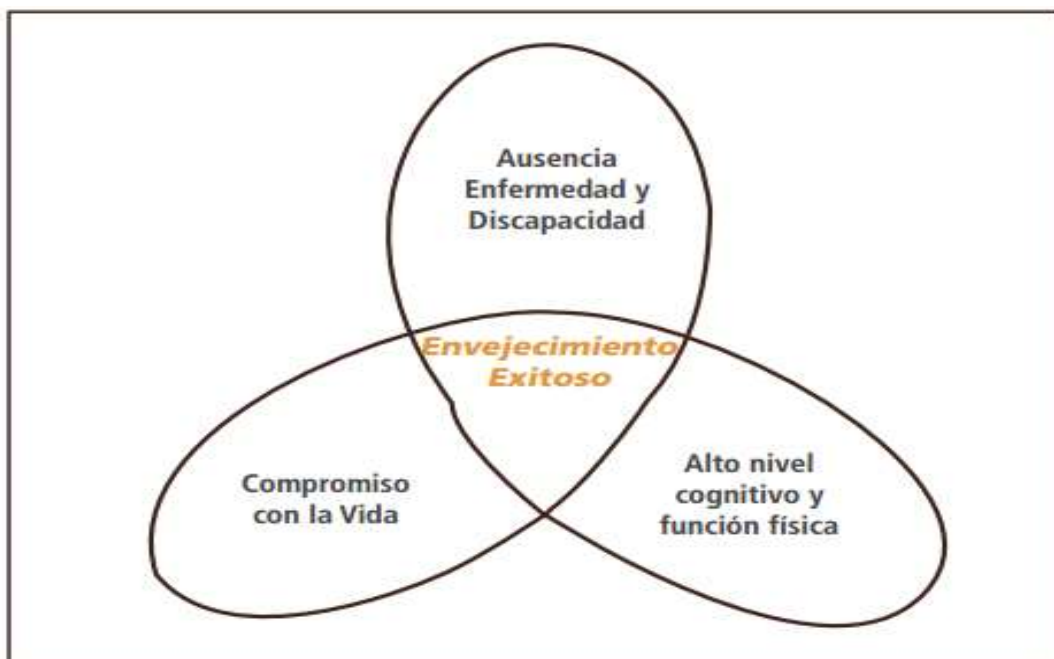 Ausencia
Enfermedad y
Discapacidad
Envejecimiento
Exitoso
Compromiso
con la Vida
Alto nivel
cognitivo y
función física